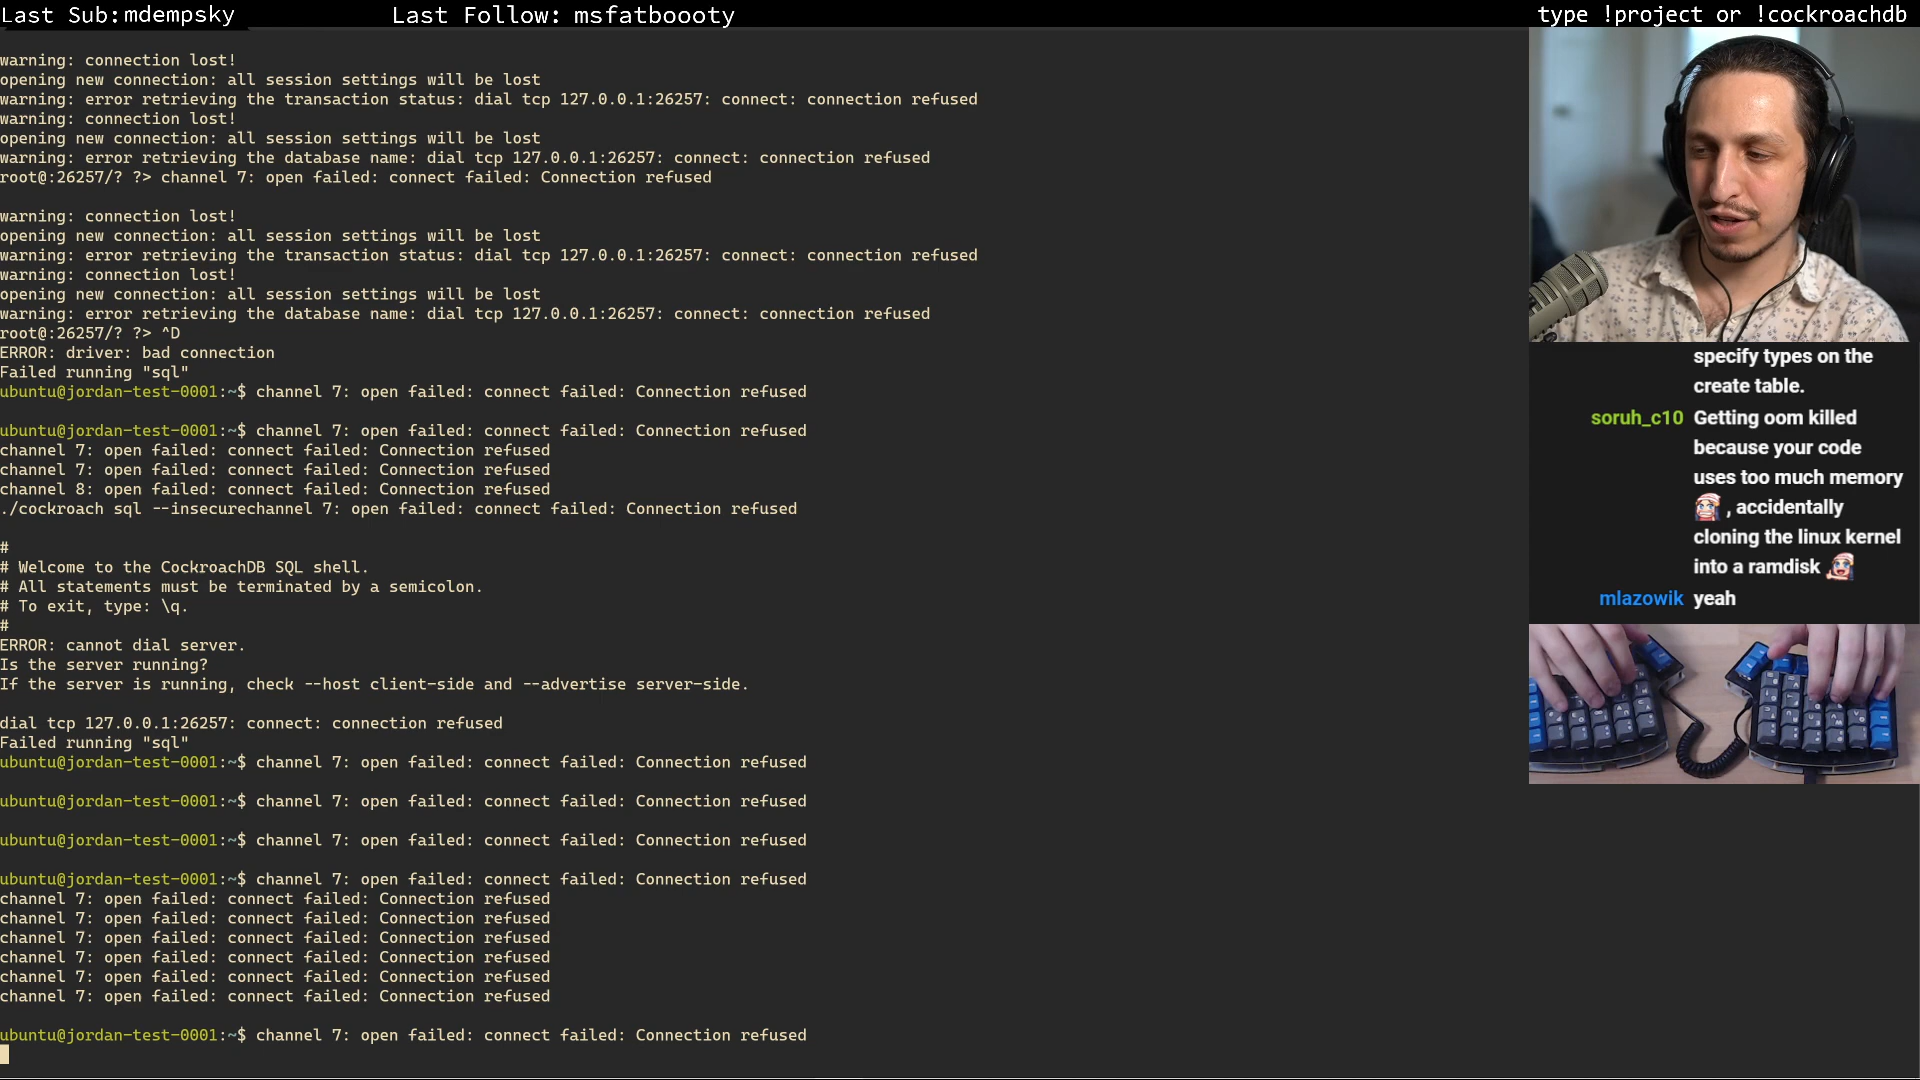 Last Sub:mdempsky
Last Follow: msfatboooty
type !project or !cockroachdb
warning: connection lost!
opening new connection: all session settings will be lost
warning: error retrieving the transaction status: dial tcp 127.0.0.1:26257: connect: connection refused
warning: connection lost!
opening new connection: all session settings will be lost
warning: error retrieving the database name: dial tcp 127.0.0.1:26257: connect: connection refused
root@:26257/? ?> channel 7: open failed: connect failed: Connection refused
warning: connection lost!
opening new connection: all session settings will be lost
warning: error retrieving the transaction status: dial tcp 127.0.0.1:26257: connect: connection refused
warning: connection lost!
opening new connection: all session settings will be lost
warning: error retrieving the database name: dial tcp 127.0.0.1:26257: connect: connection refused
root@:26257/? ?> ^D
ERROR: driver: bad connection
Failed running "sql"
ubuntu@jordan-test-0001:~$ channel 7: open failed: connect failed: Connection refused
ubuntu@jordan-test-0001:~$ channel 7: open failed: connect failed: Connection refused
channel 7: open failed: connect failed: Connection refused
channel 7: open failed: connect failed: Connection refused
channel 8: open failed: connect failed: Connection refused
./cockroach sql --insecurechannel 7: open failed: connect failed: Connection refused
#
# Welcome to the CockroachDB SQL shell.
# All statements must be terminated by a semicolon.
# To exit, type: \q.
#
ERROR: cannot dial server.
Is the server running?
If the server is running, check --host client-side and --advertise server-side.
dial tcp 127.0.0.1:26257: connect: connection refused
Failed running "sql"
ubuntu@jordan-test-0001:~$ channel 7: open failed: connect failed: Connection refused
ubuntu@jordan-test-0001:~$ channel 7: open failed: connect failed: Connection refused
ubuntu@jordan-test-0001:~$ channel 7: open failed: connect failed: Connection refused
ubuntu@jordan-test-0001:~$ channel 7: open failed: connect failed: Connection refused
channel 7: open failed: connect failed: Connection refused
channel 7: open failed: connect failed: Connection refused
channel 7: open failed: connect failed: Connection refused
channel 7: open failed: connect failed: Connection refused
channel 7: open failed: connect failed: Connection refused
channel 7: open failed: connect failed: Connection refused
ubuntu@jordan-test-0001:~$ channel 7: open failed: connect failed: Connection refused
specify types on the
create table.
soruh_c10 Getting oom killed
because your code
uses too much memory
, accidentally
cloning the linux kernel
into a ramdisk
mlazowik yeah